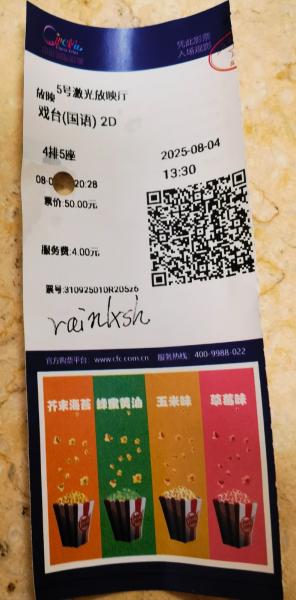 凭此影票
入场观影
5号激光放映厅
戏台(国语) 2D
4排5座
2025-08-04
13:30
20:28
票价:50.00元
服务费:4.00元
票号:310925010R20526
rainlxsh
官方购票平台: www.cfc.com.cn 服务热线: 400-9988-022
芥末海苔 蜂蜜黄油 玉米味 草莓味